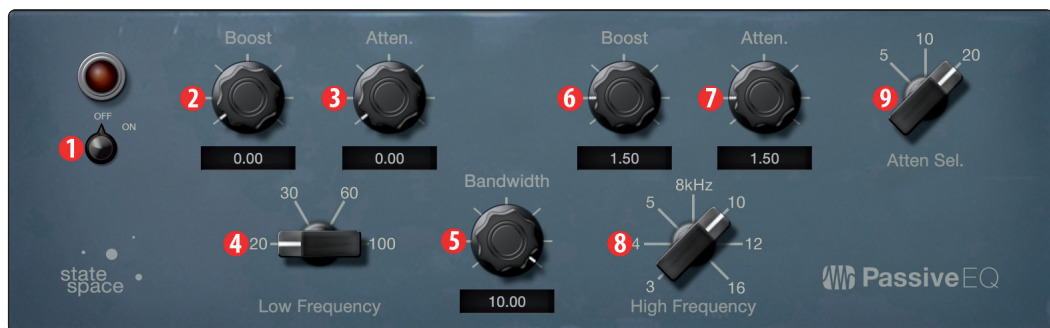 Boost
Atten.
Boost
Atten.
5
10
20
2
3
6
7
9
OFF
ON
1
0.00
0.00
1.50
1.50
Atten Sel.
Bandwidth
30
60
8kHz
5
10
4
20
100
5
8
4
12
3
16
state
space
Low Frequency
10.00
High Frequency
PassiveEQ